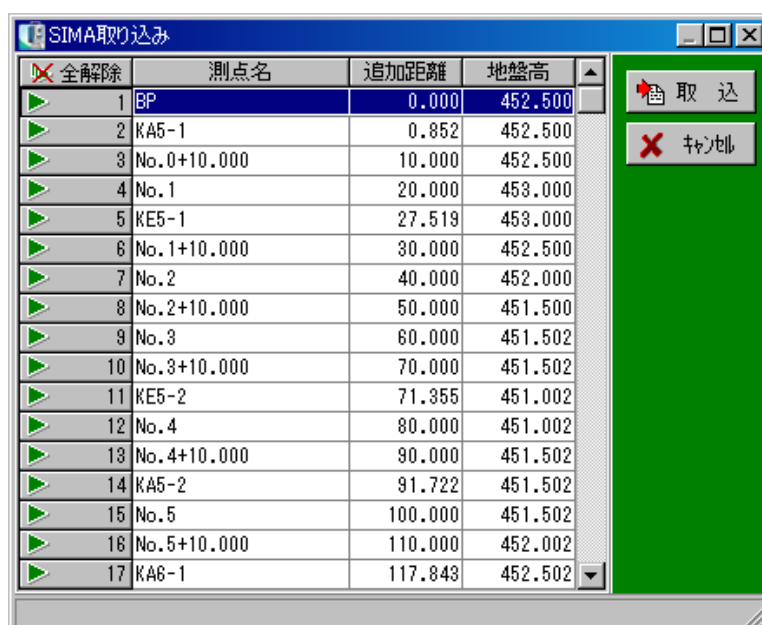 SIMA取り込み
全解除 測点名 追加距離 地盤高
1 BP 0.000 452.500
2 KA5-1 0.852 452.500
3 No.0+10.000 10.000 452.500
4 No.1 20.000 453.000
5 KE5-1 27.519 453.000
6 No.1+10.000 30.000 452.500
7 No.2 40.000 452.000
8 No.2+10.000 50.000 451.500
9 No.3 60.000 451.502
10 No.3+10.000 70.000 451.502
11 KE5-2 71.355 451.002
12 No.4 80.000 451.002
13 No.4+10.000 90.000 451.502
14 KA5-2 91.722 451.502
15 No.5 100.000 451.502
16 No.5+10.000 110.000 452.002
17 KA6-1 117.843 452.502
取 込
ｷｬﾝｾﾙ